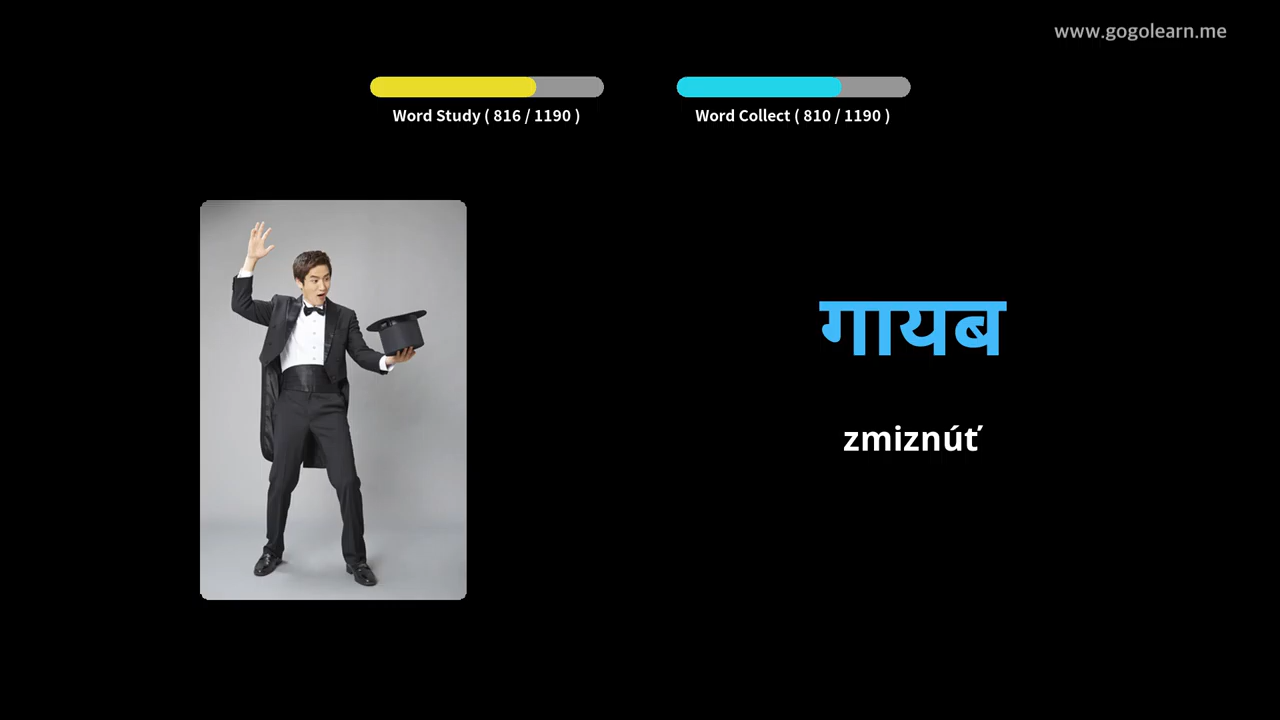 www.gogolearn.me
Word Study ( 816 / 1190 )
Word Collect ( 810 / 1190 )
गायब
zmiznúť